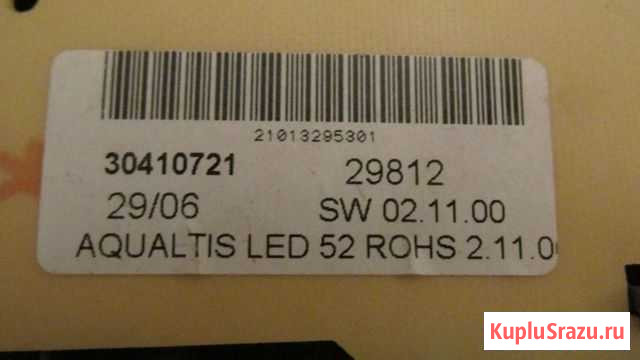 21013295301
30410721 29812
29/06 SW 02.11.00
AQUALTIS LED 52 ROHS 2.11.0
KupluSrazu.ru